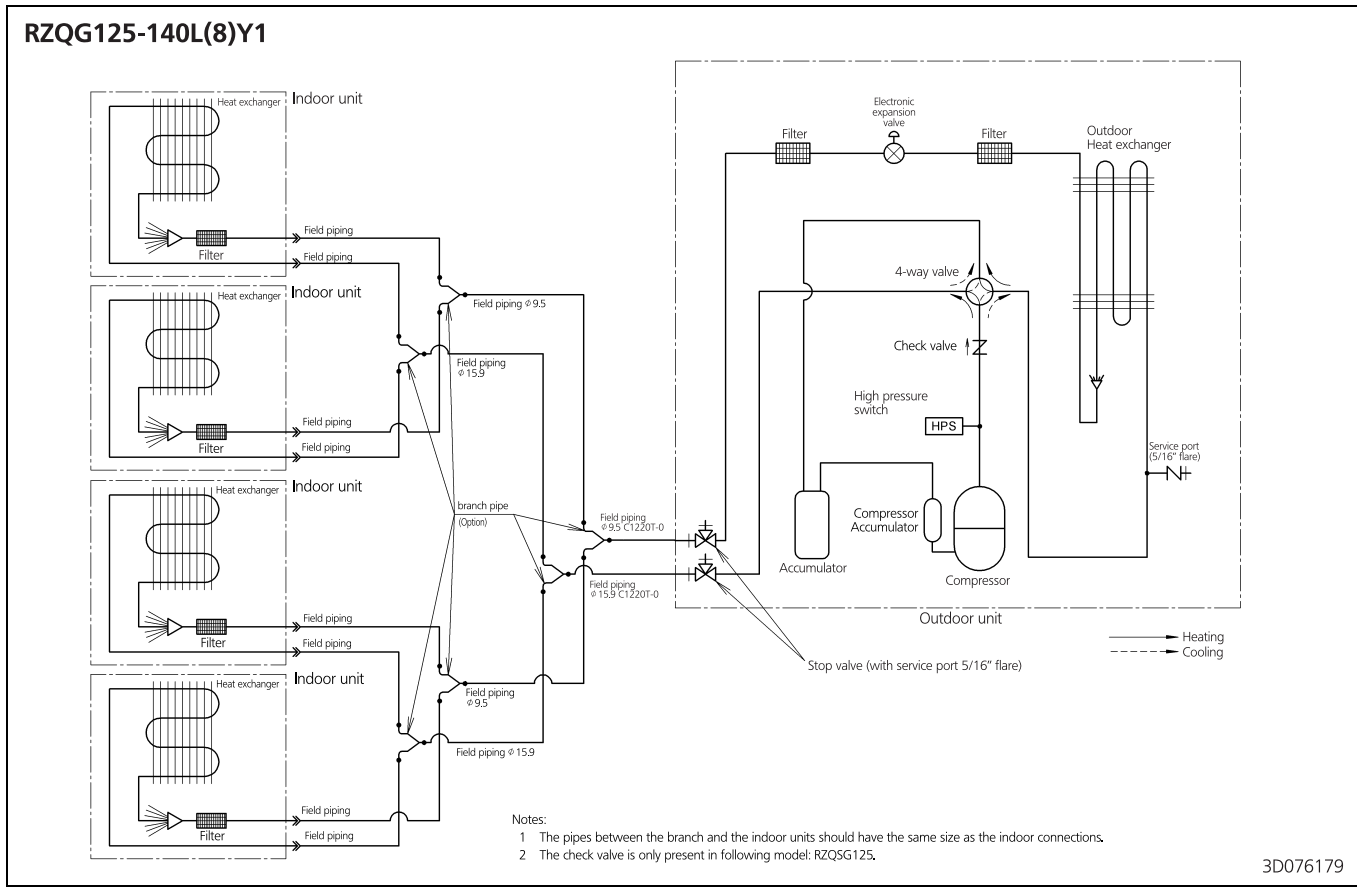 RZQG125-140L(8)Y1
Heat exchanger
Indoor unit
Filter
Field piping
Field piping
Heat exchanger
Indoor unit
Filter
Field piping
Field piping
Heat exchanger
Indoor unit
Filter
Field piping
Field piping
Heat exchanger
Indoor unit
Filter
Field piping
Field piping
Field piping φ 9.5
Field piping
φ 15.9
branch pipe
(Option)
Field piping
φ 9.5
Field piping φ 15.9
Field piping
φ 9.5 C1220T-0
Field piping
φ 15.9 C1220T-0
Filter
Electronic
expansion
valve
Filter
Outdoor
Heat exchanger
4-way valve
Check valve
High pressure
switch
HPS
Service port
(5/16" flare)
Compressor
Accumulator
Accumulator
Compressor
Outdoor unit
Heating
Cooling
Stop valve (with service port 5/16" flare)
Notes:
1 The pipes between the branch and the indoor units should have the same size as the indoor connections.
2 The check valve is only present in following model: RZQSG125.
3D076179